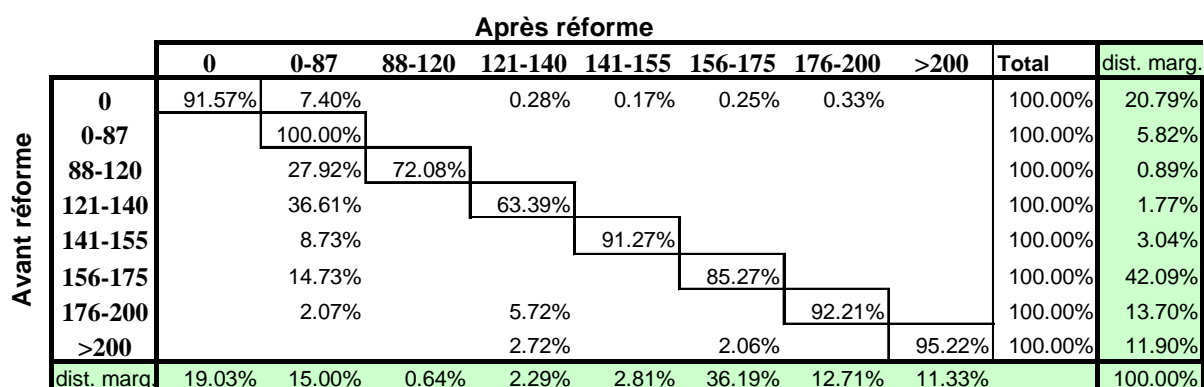 Après réforme
0 0-87 88-120 121-140 141-155 156-175 176-200 >200 Total dist. marg.
Avant réforme
0 91.57% 7.40% 0.28% 0.17% 0.25% 0.33% 100.00% 20.79%
0-87 100.00% 100.00% 5.82%
88-120 27.92% 72.08% 100.00% 0.89%
121-140 36.61% 63.39% 100.00% 1.77%
141-155 8.73% 91.27% 100.00% 3.04%
156-175 14.73% 85.27% 100.00% 42.09%
176-200 2.07% 5.72% 92.21% 100.00% 13.70%
>200 2.72% 2.06% 95.22% 100.00% 11.90%
dist. marg. 19.03% 15.00% 0.64% 2.29% 2.81% 36.19% 12.71% 11.33% 100.00%